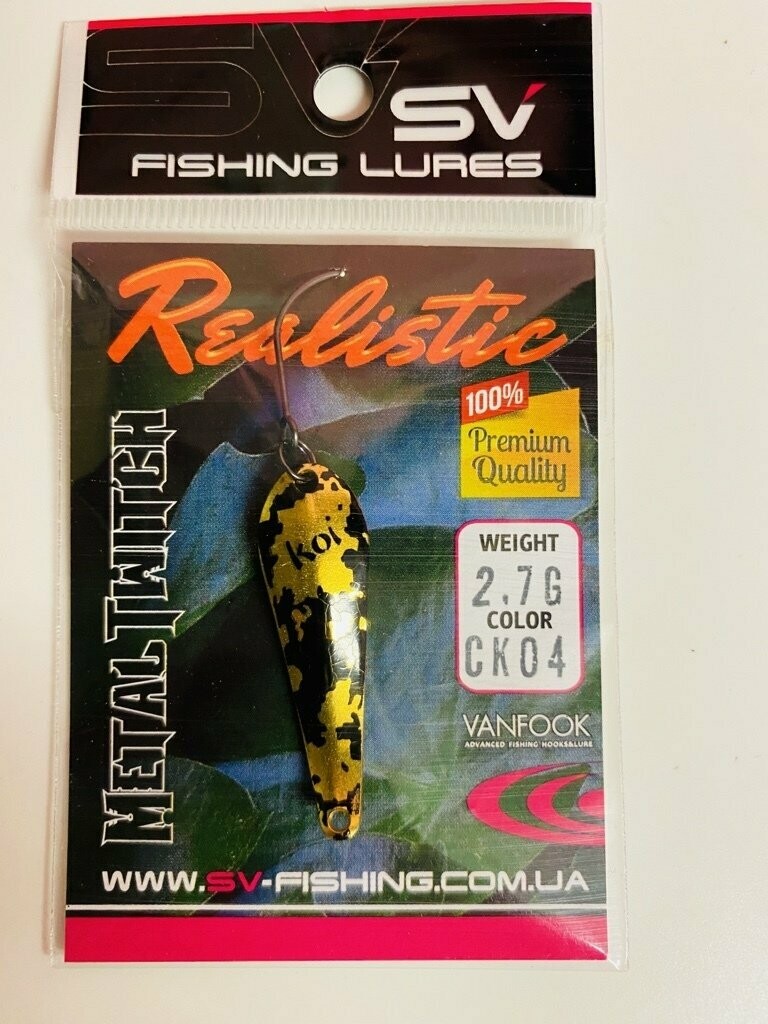 SV
SV
FISHING LURES
Realistic
100%
Premium
Quality
METAL TWITCH
koi
WEIGHT
2.7G
COLOR
CK04
VANFOOK
ADVANCED FISHING HOOKS&LURE
WWW.SV-FISHING.COM.UA